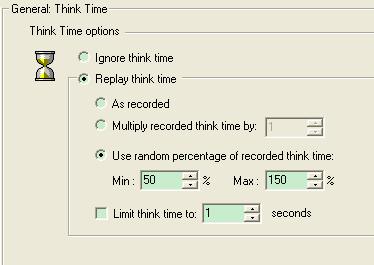 General: Think Time
Think Time options
Ignore think time
Replay think time
As recorded
Multiply recorded think time by: 1
Use random percentage of recorded think time:
Min : 50 % Max : 150 %
Limit think time to: 1 seconds